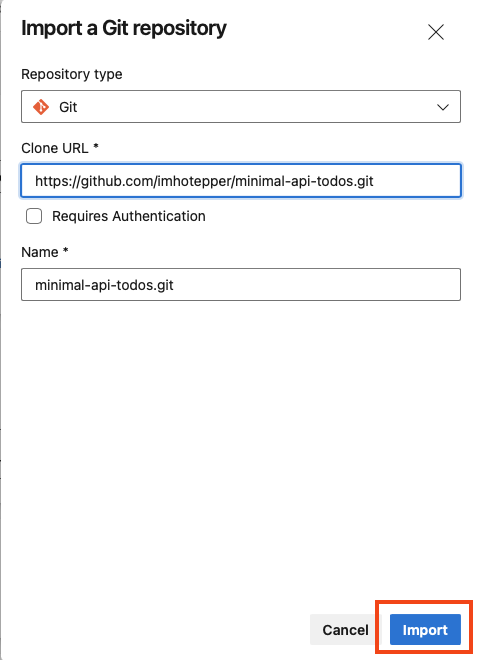 Import a Git repository
Repository type
Git
Clone URL *
https://github.com/imhotepper/minimal-api-todos.git
Requires Authentication
Name *
minimal-api-todos.git
Cancel
Import